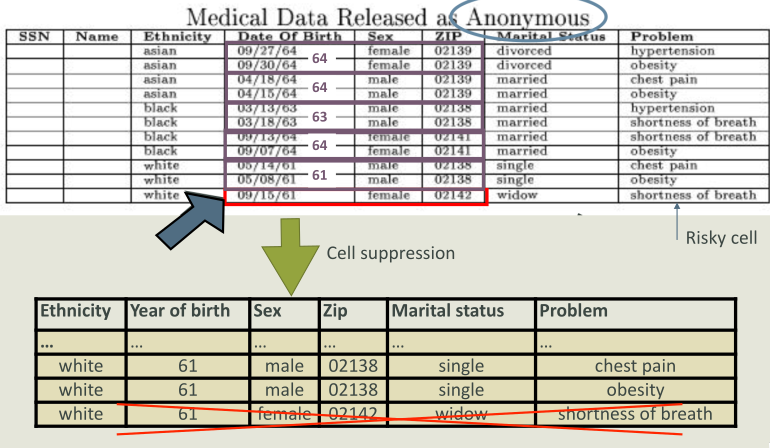 Medical Data Released as Anonymous
SSN Name Ethnicity Date Of Birth Sex ZIP Marital Status Problem
asian 09/27/64 female 02139 divorced hypertension
64
asian 09/30/64 female 02139 divorced obesity
asian 04/18/64 male 02139 married chest pain
64
asian 04/15/64 male 02139 married obesity
black 03/13/63 male 02138 married hypertension
63
black 03/18/63 male 02138 married shortness of breath
black 09/13/64 female 02141 married shortness of breath
64
black 09/07/64 female 02141 married obesity
white 05/14/61 male 02138 single chest pain
61
white 05/08/61 male 02138 single obesity
white 09/15/61 female 02142 widow shortness of breath
Risky cell
Cell suppression
Ethnicity Year of birth Sex Zip Marital status Problem
... ... ... ... ... ...
white 61 male 02138 single chest pain
white 61 male 02138 single obesity
white 61 female 02142 widow shortness of breath